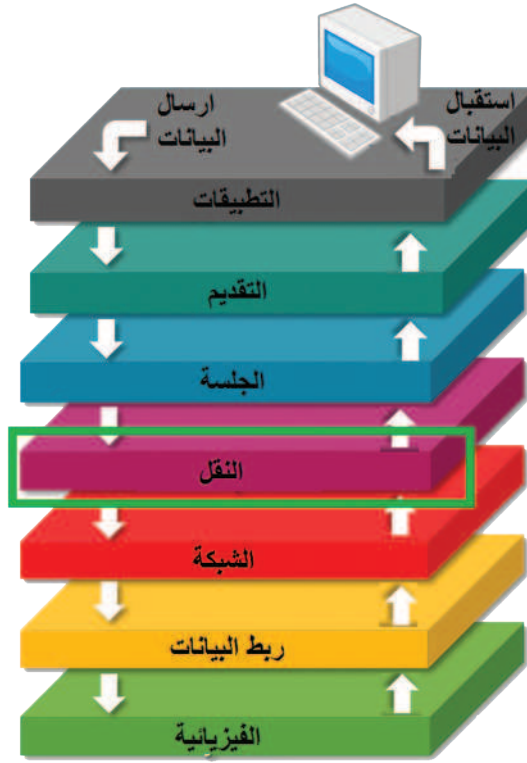 استقبال
البيانات
ارسال
البيانات
التطبيقات
التقديم
الجلسة
النقل
الشبكة
ربط البيانات
الفيزيائية